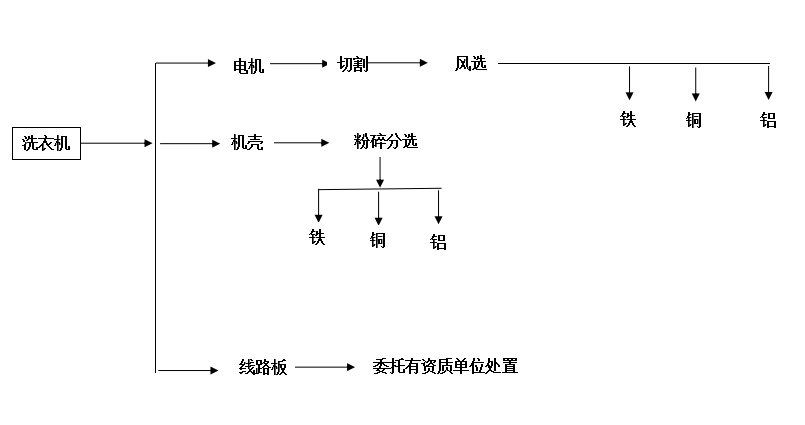 电机
切割
风选
铁
铜
铝
洗衣机
机壳
粉碎分选
铁
铜
铝
线路板
委托有资质单位处置